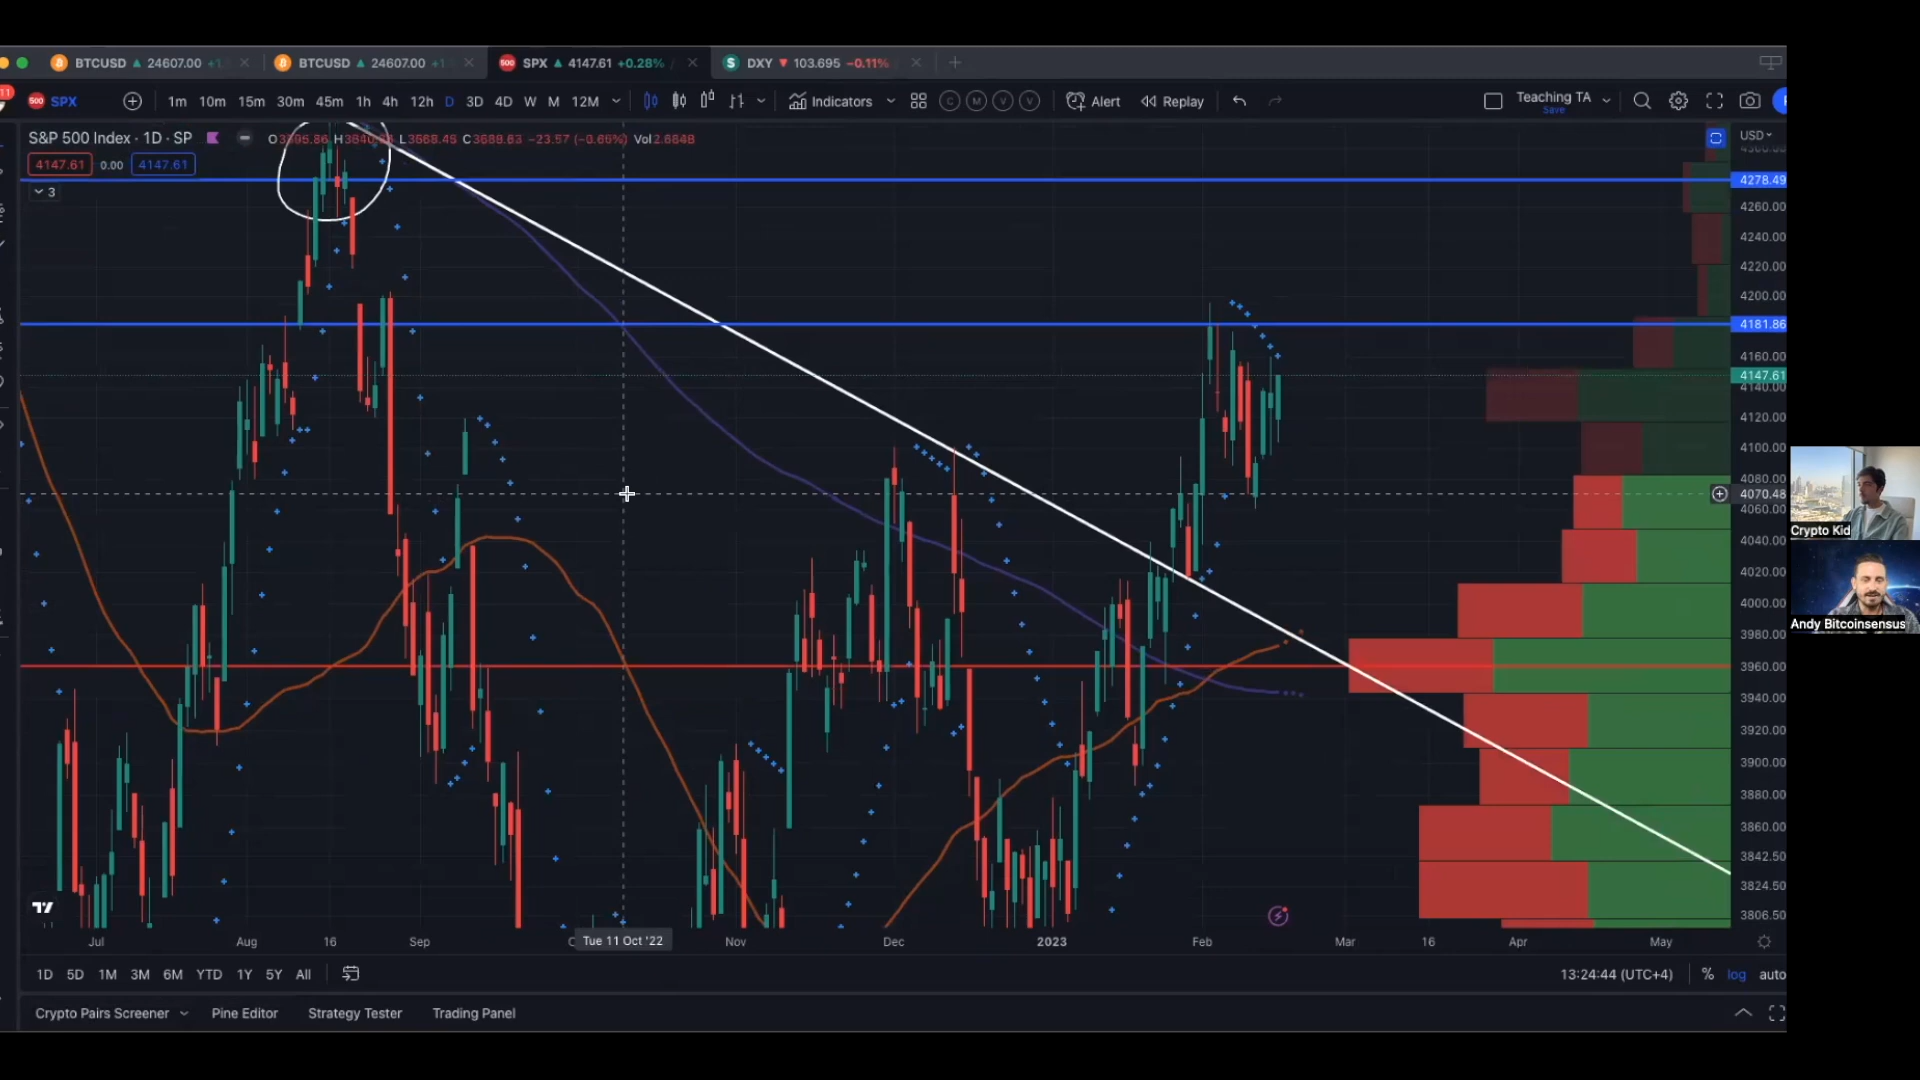 BTCUSD 24607.00
BTCUSD 24607.00
SPX 4147.61 +0.28%
DXY 103.695 −0.11%
11
500 SPX
1m 10m 15m 30m 45m 1h 4h 12h D 3D 4D W M 12M
Indicators
C M V V
Alert
Replay
Teaching TA
Save
S&P 500 Index · 1D · SP
−23.57 (−0.65%) Vol
USD
4147.61 0.00 4147.61
3
4278.49
4260.00
4240.00
4220.00
4200.00
4181.86
4160.00
4147.61
4140.00
4120.00
4100.00
4080.00
4070.48
4060.00
4040.00
4020.00
4000.00
3980.00
3960.00
3940.00
3920.00
3900.00
3880.00
3860.00
3842.50
3824.50
3806.50
Crypto Kid
Andy Bitcoinsensus
Jul Aug 16 Sep Tue 11 Oct '22 Nov Dec 2023 Feb Mar 16 Apr May
1D 5D 1M 3M 6M YTD 1Y 5Y All
13:24:44 (UTC+4) % log auto
Crypto Pairs Screener Pine Editor Strategy Tester Trading Panel